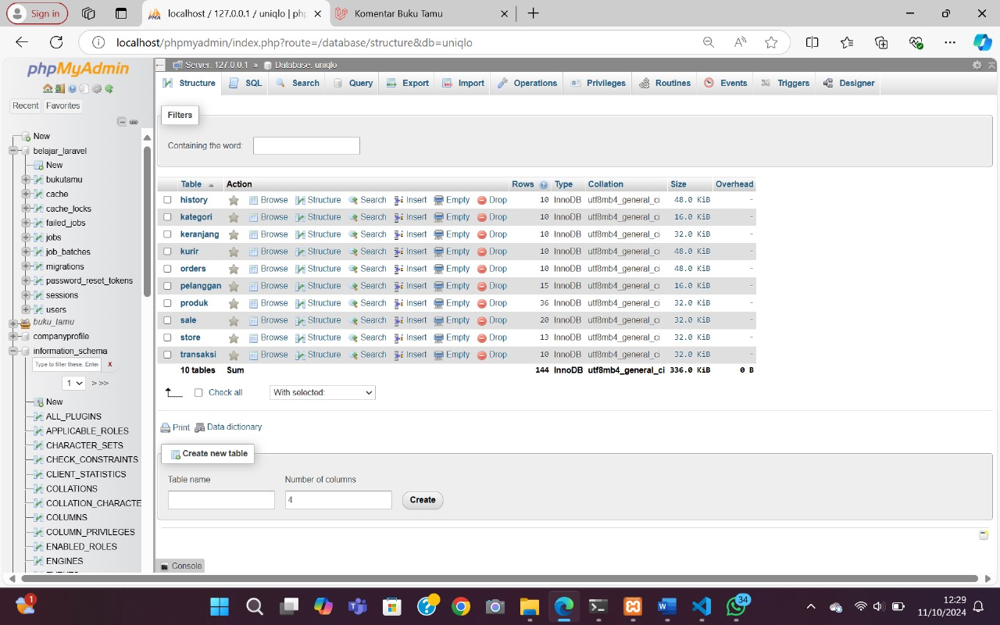 Sign in
localhost / 127.0.0.1 / uniqlo | php
Komentar Buku Tamu
localhost/phpmyadmin/index.php?route=/database/structure&db=uniqlo
phpMyAdmin
Recent Favorites
New
belajar_laravel
New
bukutamu
cache
cache_locks
failed_jobs
jobs
job_batches
migrations
password_reset_tokens
sessions
users
buku_tamu
companyprofile
information_schema
Type to filter these, Enter X
1 > >>
New
ALL_PLUGINS
APPLICABLE_ROLES
CHARACTER_SETS
CHECK_CONSTRAINTS
CLIENT_STATISTICS
COLLATIONS
COLLATION_CHARACTE
COLUMNS
COLUMN_PRIVILEGES
ENABLED_ROLES
ENGINES
Server: 127.0.0.1 » Database: uniqlo
Structure SQL Search Query Export Import Operations Privileges Routines Events Triggers Designer
Filters
Containing the word:
Table Action Rows Type Collation Size Overhead
history Browse Structure Search Insert Empty Drop 10 InnoDB utf8mb4_general_ci 48.0 KiB -
kategori Browse Structure Search Insert Empty Drop 10 InnoDB utf8mb4_general_ci 16.0 KiB -
keranjang Browse Structure Search Insert Empty Drop 10 InnoDB utf8mb4_general_ci 32.0 KiB -
kurir Browse Structure Search Insert Empty Drop 10 InnoDB utf8mb4_general_ci 48.0 KiB -
orders Browse Structure Search Insert Empty Drop 10 InnoDB utf8mb4_general_ci 48.0 KiB -
pelanggan Browse Structure Search Insert Empty Drop 15 InnoDB utf8mb4_general_ci 16.0 KiB -
produk Browse Structure Search Insert Empty Drop 36 InnoDB utf8mb4_general_ci 32.0 KiB -
sale Browse Structure Search Insert Empty Drop 20 InnoDB utf8mb4_general_ci 32.0 KiB -
store Browse Structure Search Insert Empty Drop 13 InnoDB utf8mb4_general_ci 32.0 KiB -
transaksi Browse Structure Search Insert Empty Drop 10 InnoDB utf8mb4_general_ci 32.0 KiB -
10 tables Sum 144 InnoDB utf8mb4_general_ci 336.0 KiB 0 B
Check all With selected:
Print Data dictionary
Create new table
Table name Number of columns
4 Create
Console
1
34
12:29
11/10/2024